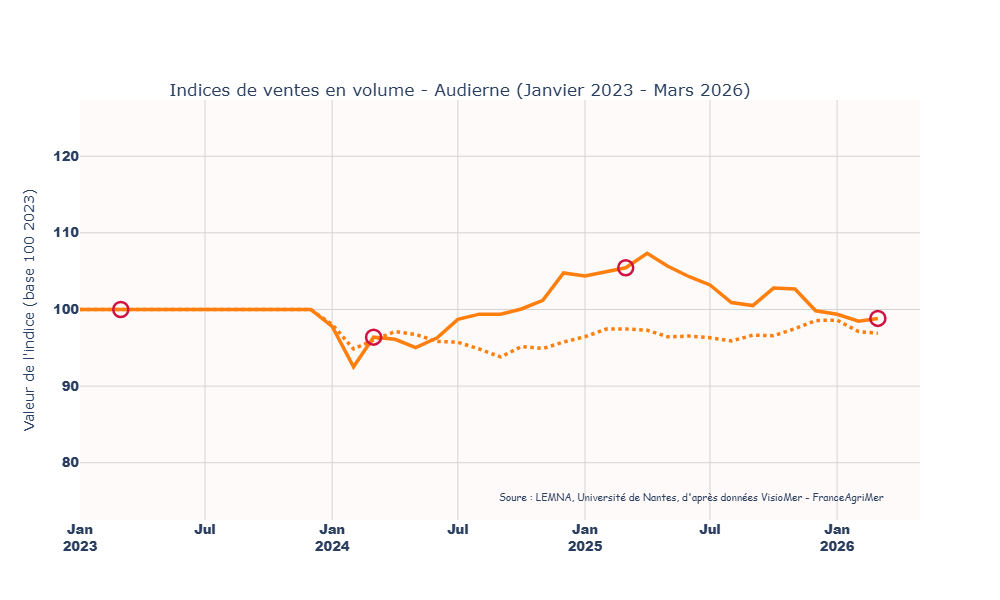 Indices de ventes en volume - Audierne (Janvier 2023 - Mars 2026)
Valeur de l'indice (base 100 2023)
120
110
100
90
80
Soure : LEMNA, Université de Nantes, d'après données VisioMer - FranceAgriMer
Jan
2023
Jul
Jan
2024
Jul
Jan
2025
Jul
Jan
2026